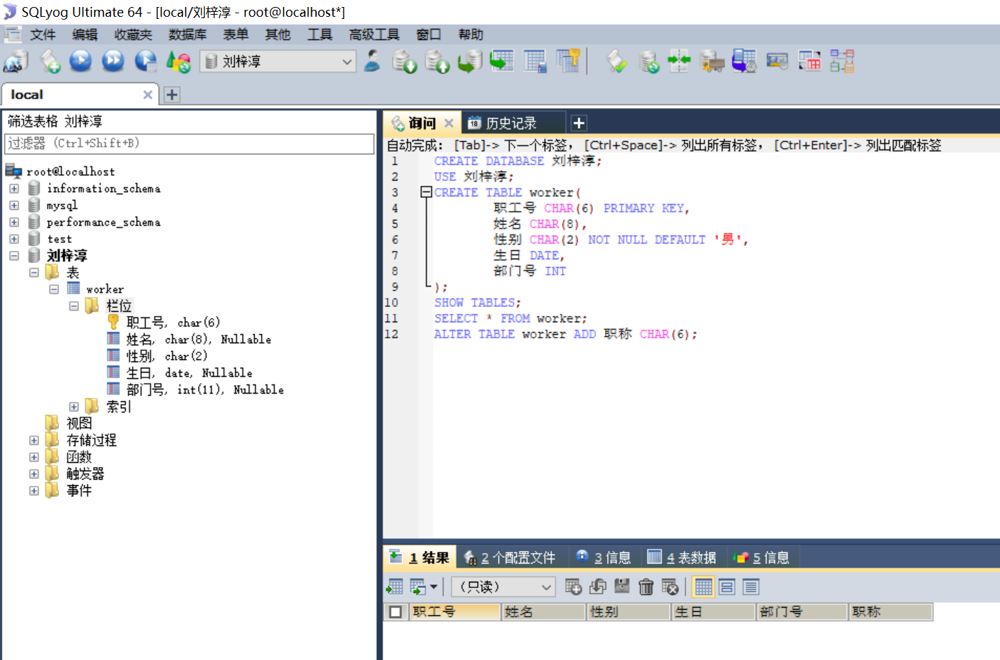 SQLyog Ultimate 64 - [local/刘梓淳 - root@localhost*]
文件 编辑 收藏夹 数据库 表单 其他 工具 高级工具 窗口 帮助
刘梓淳
local
筛选表格 刘梓淳
过滤器 (Ctrl+Shift+B)
root@localhost
information_schema
mysql
performance_schema
test
刘梓淳
表
worker
栏位
职工号, char(6)
姓名, char(8), Nullable
性别, char(2)
生日, date, Nullable
部门号, int(11), Nullable
索引
视图
存储过程
函数
触发器
事件
询问 18 历史记录
自动完成: [Tab]-> 下一个标签, [Ctrl+Space]-> 列出所有标签, [Ctrl+Enter]-> 列出匹配标签
1 CREATE DATABASE 刘梓淳;
2 USE 刘梓淳;
3 CREATE TABLE worker(
4 职工号 CHAR(6) PRIMARY KEY,
5 姓名 CHAR(8),
6 性别 CHAR(2) NOT NULL DEFAULT '男',
7 生日 DATE,
8 部门号 INT
9 );
10 SHOW TABLES;
11 SELECT * FROM worker;
12 ALTER TABLE worker ADD 职称 CHAR(6);
1 结果 2 个配置文件 3 信息 4 表数据 5 信息
(只读)
职工号 姓名 性别 生日 部门号 职称